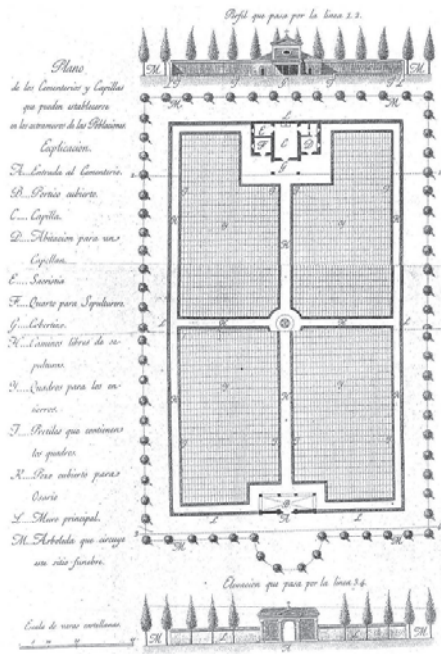 Perfil que pasa por la linea 1.2.
Plano
de los Cementerios y Capillas
que pueden establecerse
en los extramuros de las Poblaciones
Explicacion.
A... Entrada al Cementerio.
B... Portico cubierto.
C... Capilla.
D... Abitacion para un
Capellan.
E... Sacristia
F... Quarto para Sepulturero.
G... Cobertizo.
H... Caminos libres de se-
pulturas.
Y... Quadros para los en-
tierros.
J... Pretiles que contienen
los quadros.
K... Pozo cubierto para
Osario
L... Muro principal.
M... Arbolada que circuye
este sitio funebre.
Elevacion que pasa por la linea 3.4.
Escala de varas castellanas